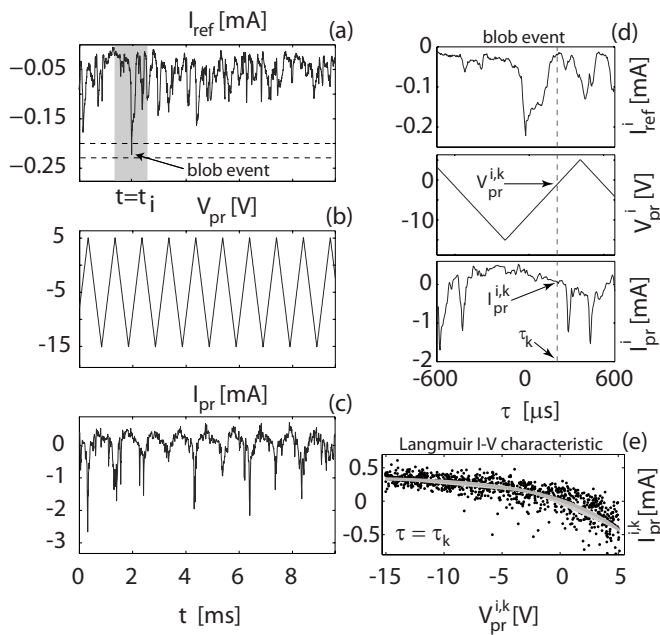 I_ref [mA] (a)
−0.05
−0.15
−0.25
blob event
t=t_i
V_pr [V] (b)
5
-5
-15
I_pr [mA] (c)
0
-1
-2
-3
0 2 4 6 8
t [ms]
blob event (d)
0
-0.1
-0.2
I^i_ref [mA]
0
-10
V^{i,k}_pr
V^i_pr [V]
0
-2
I^{i,k}_pr
τ_k
I^i_pr [mA]
-600 0 600
τ [μs]
Langmuir I-V characteristic (e)
0.5
0
-0.5
τ = τ_k
I^{i,k}_pr [mA]
-15 -10 -5 0 5
V^{i,k}_pr [V]